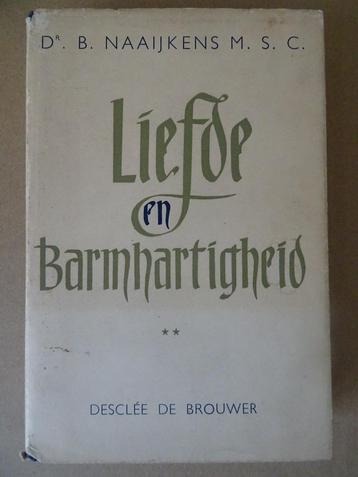 Dr. B. NAAIJKENS M. S. C.
Liefde
en
Barmhartigheid
**
DESCLÉE DE BROUWER